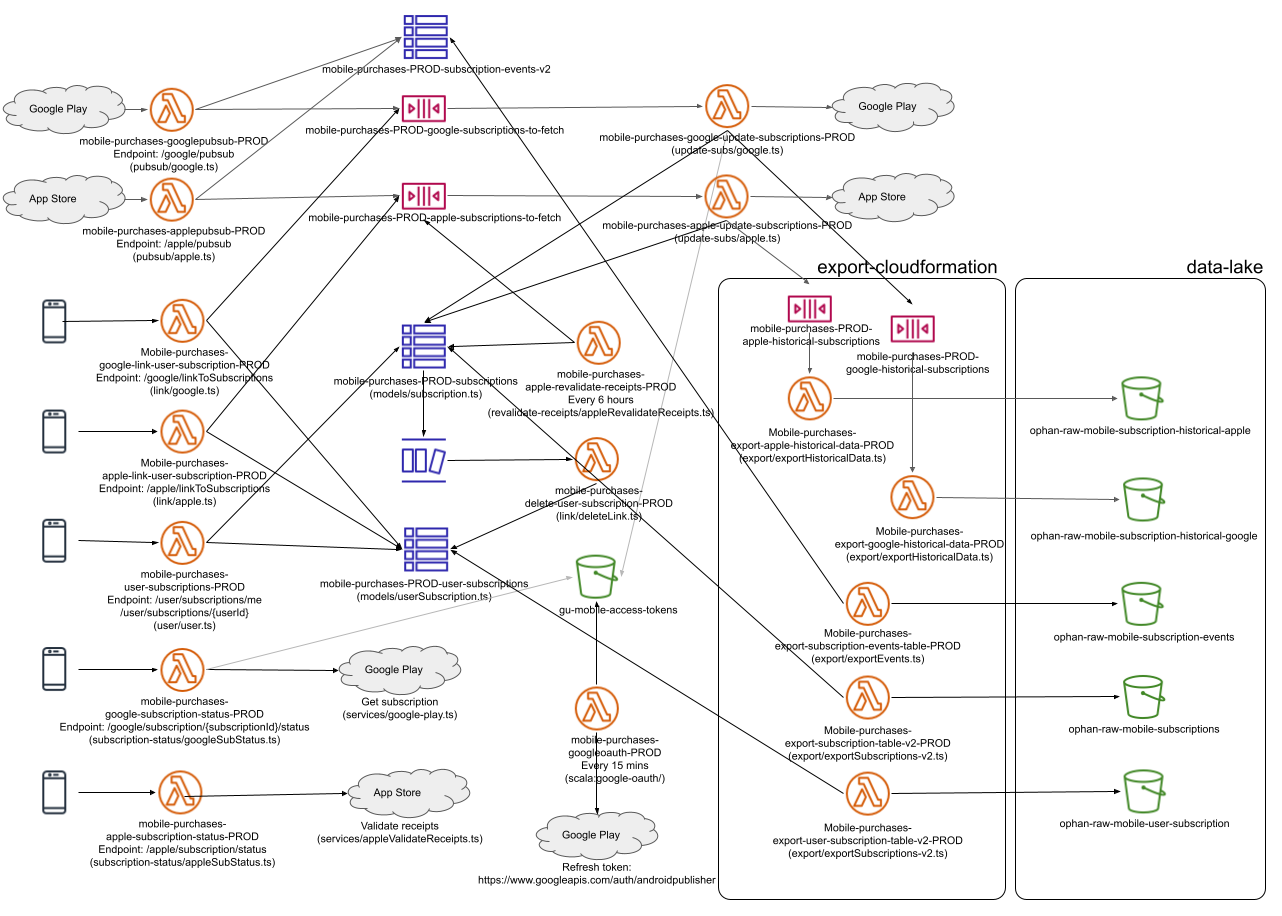 mobile-purchases-PROD-subscription-events-v2
Google Play
mobile-purchases-googlepubsub-PROD
Endpoint: /google/pubsub
(pubsub/google.ts)
mobile-purchases-PROD-google-subscriptions-to-fetch
mobile-purchases-google-update-subscriptions-PROD
(update-subs/google.ts)
Google Play
App Store
mobile-purchases-applepubsub-PROD
Endpoint: /apple/pubsub
(pubsub/apple.ts)
mobile-purchases-PROD-apple-subscriptions-to-fetch
mobile-purchases-apple-update-subscriptions-PROD
(update-subs/apple.ts)
App Store
export-cloudformation
data-lake
Mobile-purchases-
google-link-user-subscription-PROD
Endpoint: /google/linkToSubscriptions
(link/google.ts)
mobile-purchases-PROD-subscriptions
(models/subscription.ts)
mobile-purchases-
apple-revalidate-receipts-PROD
Every 6 hours
(revalidate-receipts/appleRevalidateReceipts.ts)
mobile-purchases-PROD-
apple-historical-subscriptions
mobile-purchases-PROD-
google-historical-subscriptions
Mobile-purchases-
export-apple-historical-data-PROD
(export/exportHistoricalData.ts)
ophan-raw-mobile-subscription-historical-apple
Mobile-purchases-
apple-link-user-subscription-PROD
Endpoint: /apple/linkToSubscriptions
(link/apple.ts)
mobile-purchases-
delete-user-subscription-PROD
(link/deleteLink.ts)
Mobile-purchases-
export-google-historical-data-PROD
(export/exportHistoricalData.ts)
ophan-raw-mobile-subscription-historical-google
mobile-purchases-
user-subscriptions-PROD
Endpoint: /user/subscriptions/me
/user/subscriptions/{userId}
(user/user.ts)
mobile-purchases-PROD-user-subscriptions
(models/userSubscription.ts)
gu-mobile-access-tokens
Mobile-purchases-
export-subscription-events-table-PROD
(export/exportEvents.ts)
ophan-raw-mobile-subscription-events
mobile-purchases-
google-subscription-status-PROD
Endpoint: /google/subscription/{subscriptionId}/status
(subscription-status/googleSubStatus.ts)
Google Play
Get subscription
(services/google-play.ts)
mobile-purchases-
googleoauth-PROD
Every 15 mins
(scala:google-oauth/)
Mobile-purchases-
export-subscription-table-v2-PROD
(export/exportSubscriptions-v2.ts)
ophan-raw-mobile-subscriptions
mobile-purchases-
apple-subscription-status-PROD
Endpoint: /apple/subscription/status
(subscription-status/appleSubStatus.ts)
App Store
Validate receipts
(services/appleValidateReceipts.ts)
Google Play
Refresh token:
https://www.googleapis.com/auth/androidpublisher
Mobile-purchases-
export-user-subscription-table-v2-PROD
(export/exportSubscriptions-v2.ts)
ophan-raw-mobile-user-subscription